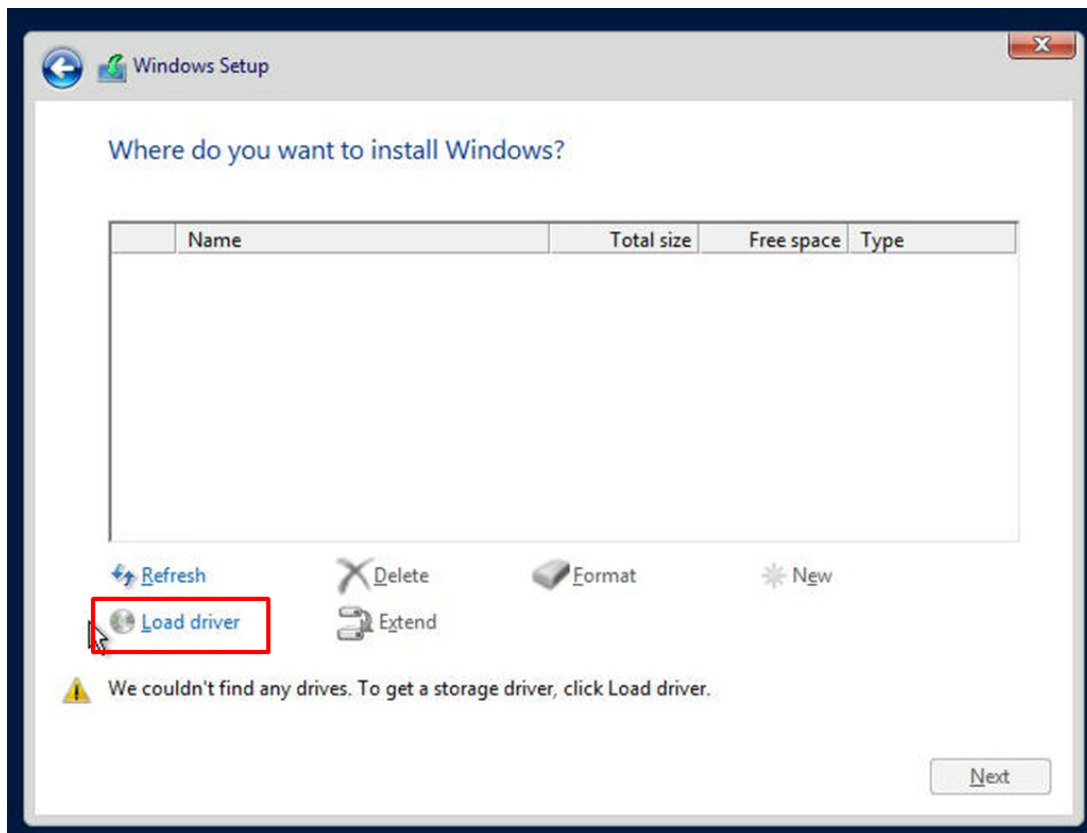 Windows Setup
Where do you want to install Windows?
Name Total size Free space Type
Refresh Delete Format New
Load driver Extend
We couldn't find any drives. To get a storage driver, click Load driver.
Next